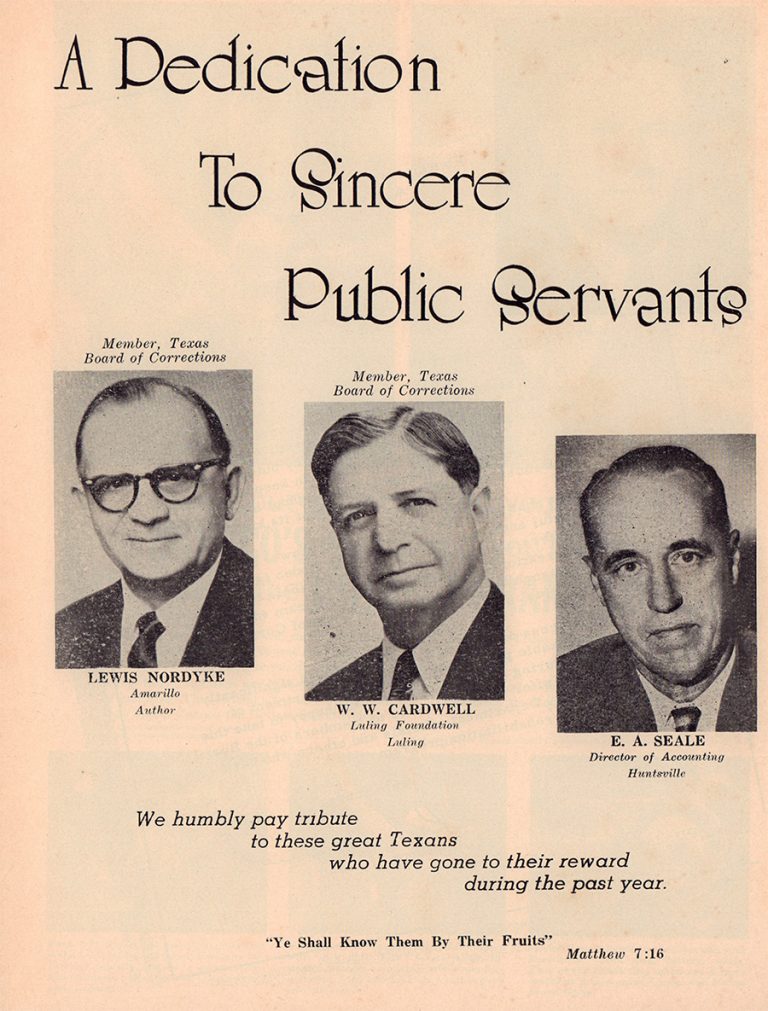 A Dedication
To Sincere
Public Servants
Member, Texas
Board of Corrections
LEWIS NORDYKE
Amarillo
Author
Member, Texas
Board of Corrections
W. W. CARDWELL
Luling Foundation
Luling
E. A. SEALE
Director of Accounting
Huntsville
We humbly pay tribute
to these great Texans
who have gone to their reward
during the past year.
"Ye Shall Know Them By Their Fruits"
Matthew 7:16